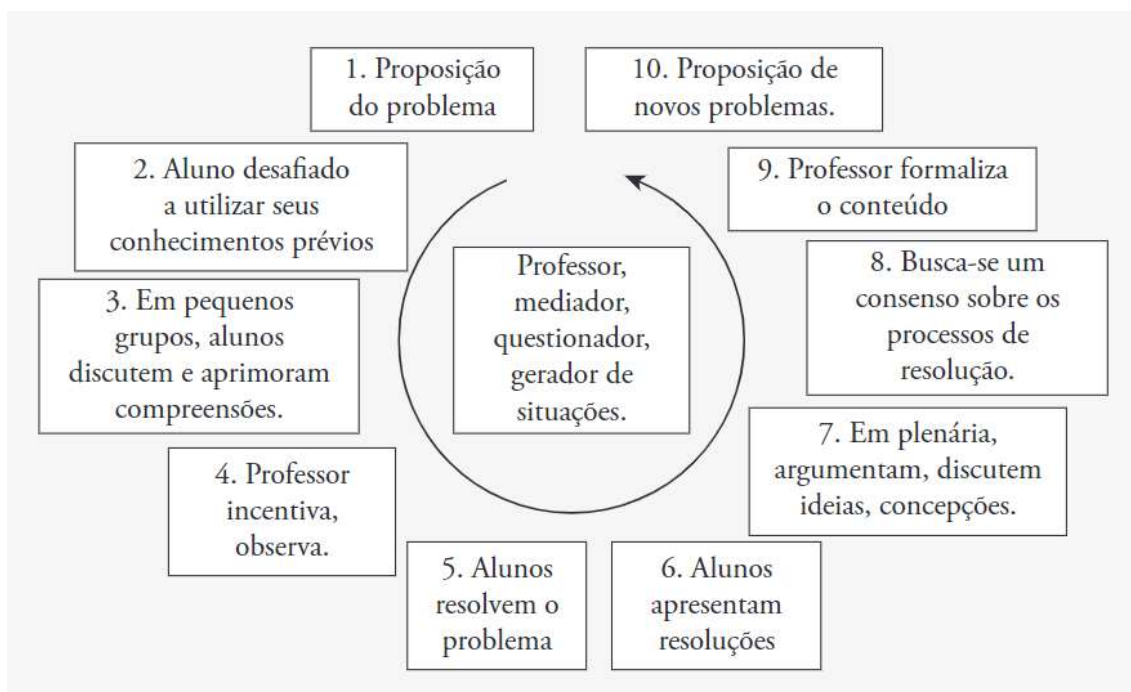 1. Proposição
do problema
2. Aluno desafiado
a utilizar seus
conhecimentos prévios
3. Em pequenos
grupos, alunos
discutem e aprimoram
compreensões.
4. Professor
incentiva,
observa.
5. Alunos
resolvem o
problema
6. Alunos
apresentam
resoluções
7. Em plenária,
argumentam, discutem
ideias, concepções.
8. Busca-se um
consenso sobre os
processos de
resolução.
9. Professor formaliza
o conteúdo
10. Proposição de
novos problemas.
Professor,
mediador,
questionador,
gerador de
situações.